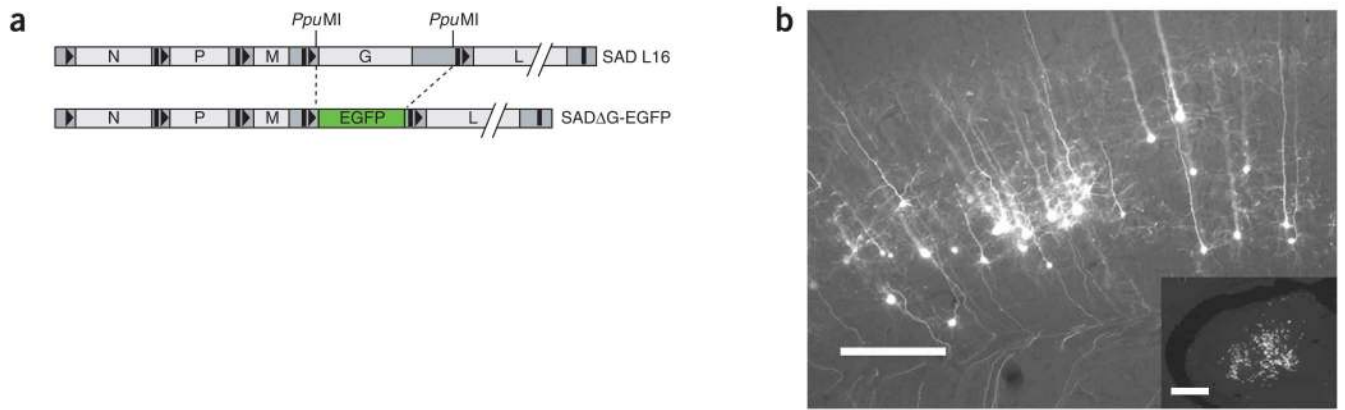 a
PpuMI PpuMI
N P M G L SAD L16
N P M EGFP L SADΔG-EGFP
b